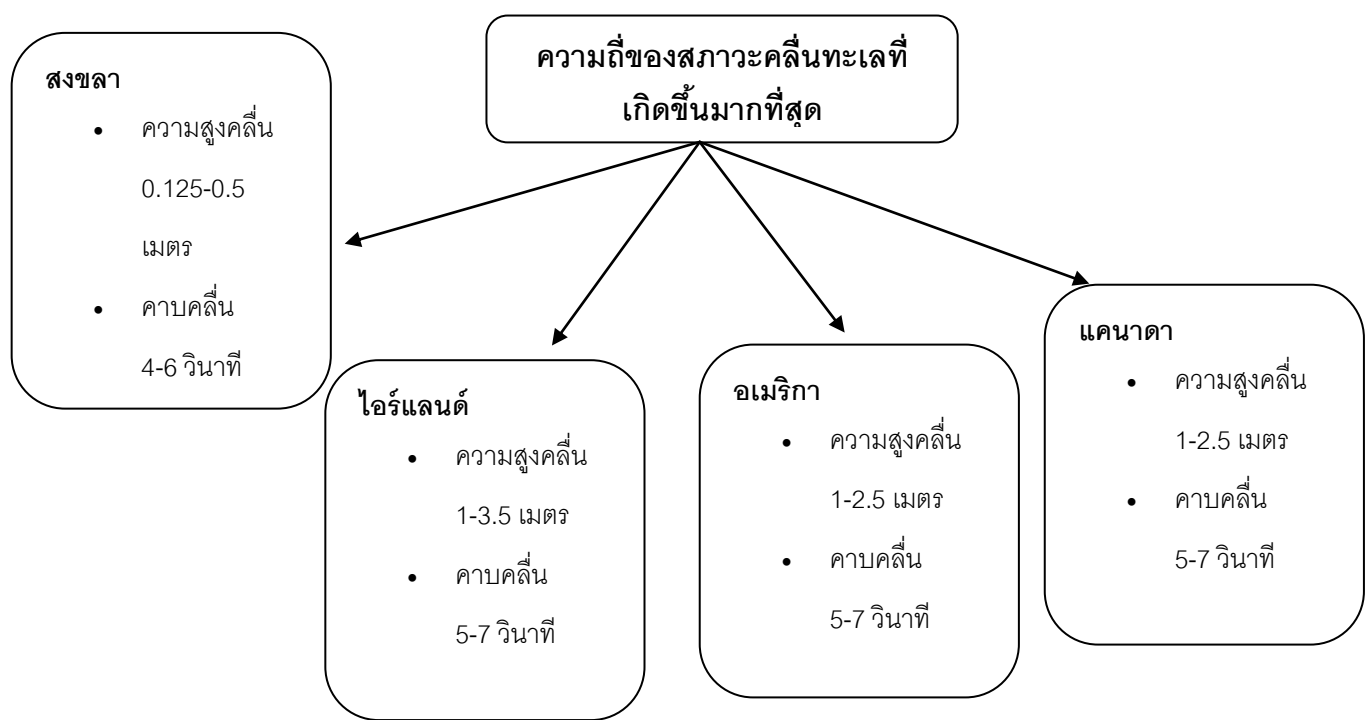 ความถี่ของสภาวะคลื่นทะเลที่
เกิดขึ้นมากที่สุด
สงขลา
• ความสูงคลื่น
0.125-0.5
เมตร
• คาบคลื่น
4-6 วินาที
ไอร์แลนด์
• ความสูงคลื่น
1-3.5 เมตร
• คาบคลื่น
5-7 วินาที
อเมริกา
• ความสูงคลื่น
1-2.5 เมตร
• คาบคลื่น
5-7 วินาที
แคนาดา
• ความสูงคลื่น
1-2.5 เมตร
• คาบคลื่น
5-7 วินาที